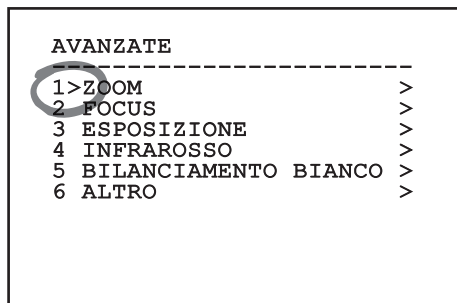 AVANZATE
-------------------------
1>ZOOM >
2 FOCUS >
3 ESPOSIZIONE >
4 INFRAROSSO >
5 BILANCIAMENTO BIANCO >
6 ALTRO >